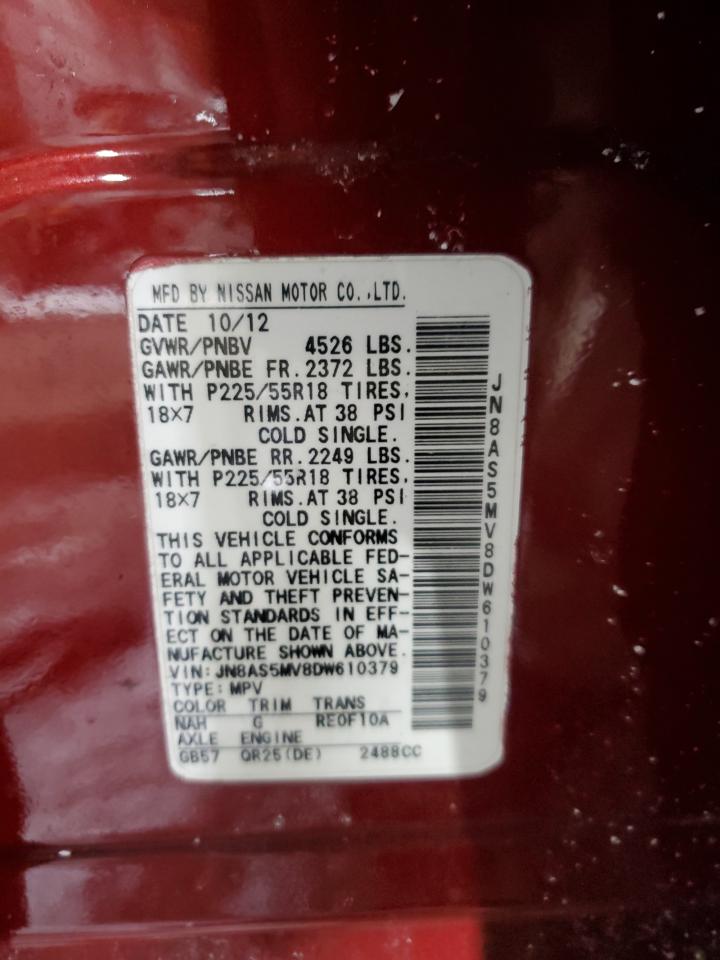 MFD BY NISSAN MOTOR CO.,LTD.
DATE 10/12
GVWR/PNBV 4526 LBS.
GAWR/PNBE FR. 2372 LBS.
WITH P225/55R18 TIRES,
18×7 RIMS.AT 38 PSI
COLD SINGLE.
GAWR/PNBE RR. 2249 LBS.
WITH P225/55R18 TIRES,
18×7 RIMS.AT 38 PSI
COLD SINGLE.
THIS VEHICLE CONFORMS
TO ALL APPLICABLE FED-
ERAL MOTOR VEHICLE SA-
FETY AND THEFT PREVEN-
TION STANDARDS IN EFF-
ECT ON THE DATE OF MA-
NUFACTURE SHOWN ABOVE.
VIN: JN8AS5MV8DW610379
TYPE: MPV
COLOR TRIM TRANS
NAH G RE0F10A
AXLE ENGINE
GB57 QR25(DE) 2488CC
JN8AS5MV8DW610379